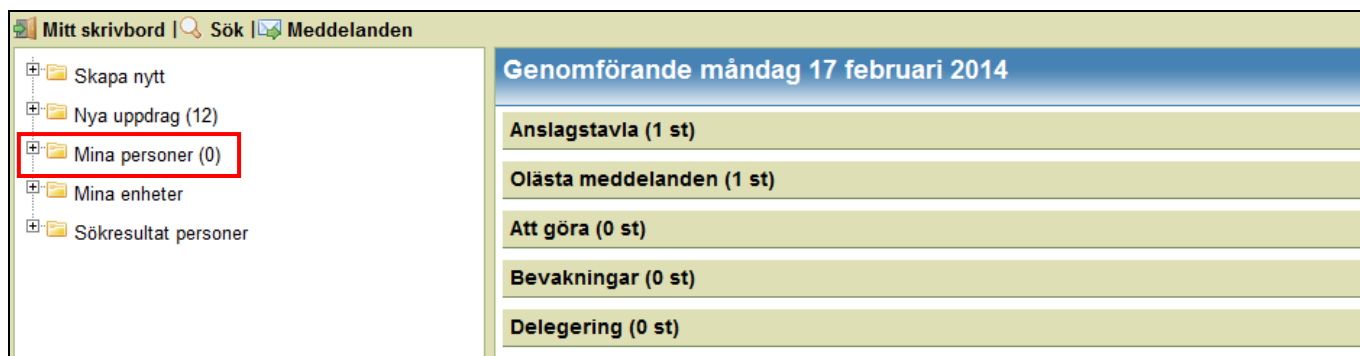 Mitt skrivbord | Sök | Meddelanden
Skapa nytt
Nya uppdrag (12)
Mina personer (0)
Mina enheter
Sökresultat personer
Genomförande måndag 17 februari 2014
Anslagstavla (1 st)
Olästa meddelanden (1 st)
Att göra (0 st)
Bevakningar (0 st)
Delegering (0 st)